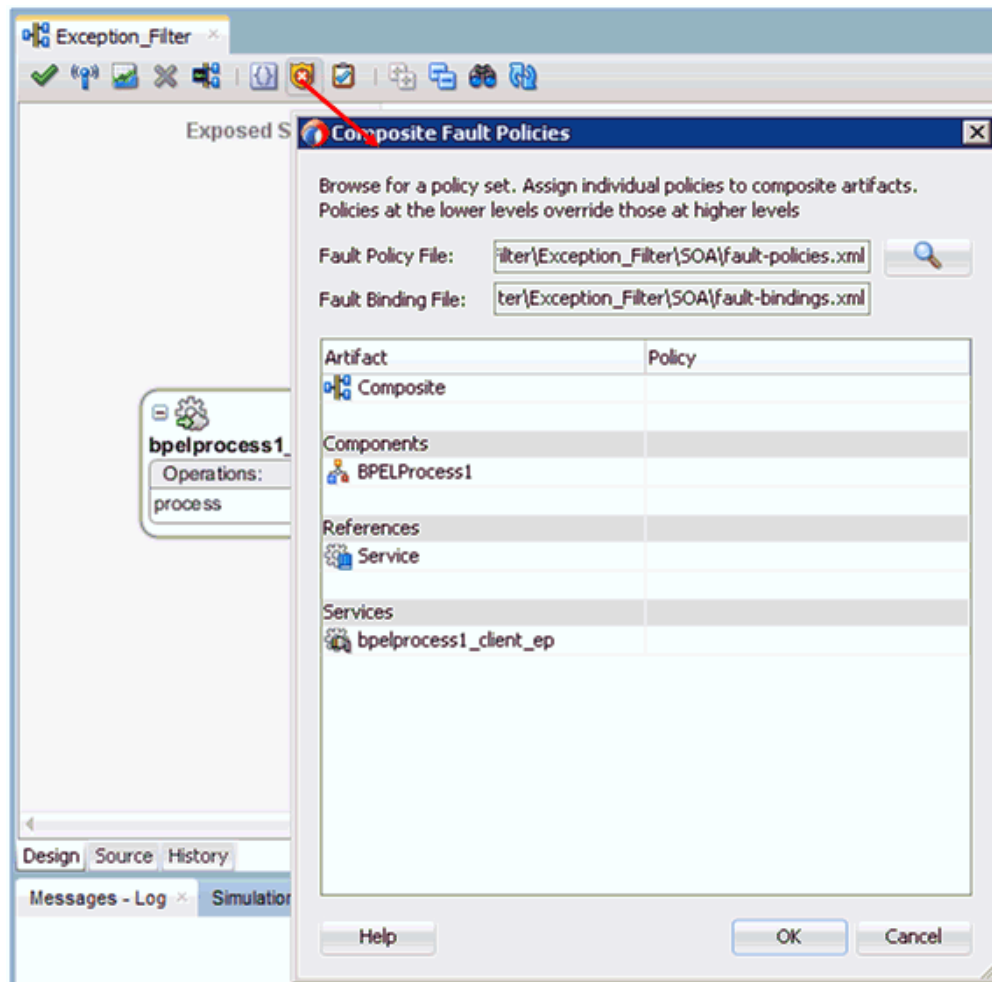 Exception_Filter
Exposed S
Composite Fault Policies
Browse for a policy set. Assign individual policies to composite artifacts.
Policies at the lower levels override those at higher levels
Fault Policy File:
ilter\Exception_Filter\SOA\fault-policies.xml
Fault Binding File:
ter\Exception_Filter\SOA\fault-bindings.xml
Artifact Policy
Composite
Components
BPELProcess1
References
Service
Services
bpelprocess1_client_ep
bpelprocess1_
Operations:
process
Design Source History
Messages - Log Simulation
Help OK Cancel